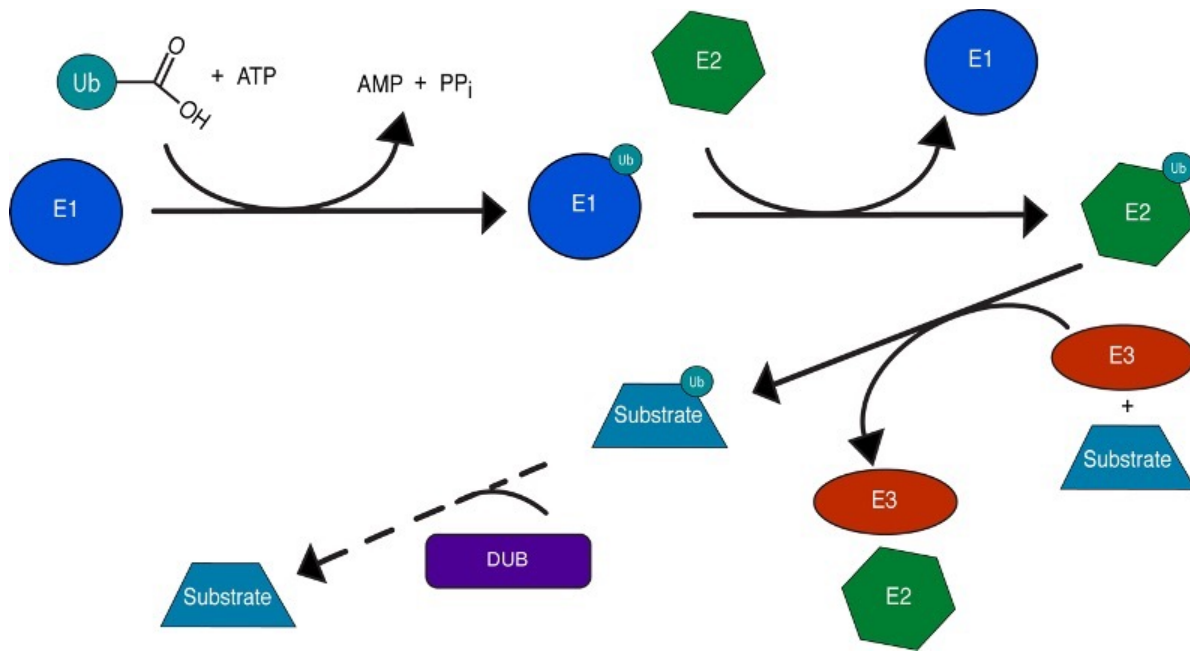 Ub
O
OH
+ ATP
AMP + PPi
E2
E1
E1
E1
Ub
E2
Ub
E3
+
Substrate
Substrate
Ub
E3
E2
DUB
Substrate